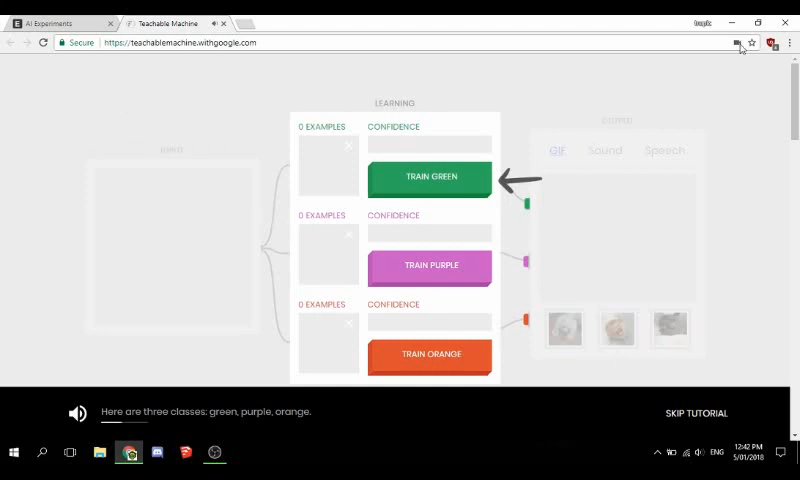 AI Experiments
Teachable Machine
Secure
https://teachablemachine.withgoogle.com
LEARNING
INPUT
OUTPUT
0 EXAMPLES CONFIDENCE
TRAIN GREEN
GIF Sound Speech
0 EXAMPLES CONFIDENCE
TRAIN PURPLE
0 EXAMPLES CONFIDENCE
TRAIN ORANGE
Here are three classes: green, purple, orange.
SKIP TUTORIAL
ENG
12:42 PM
5/01/2018